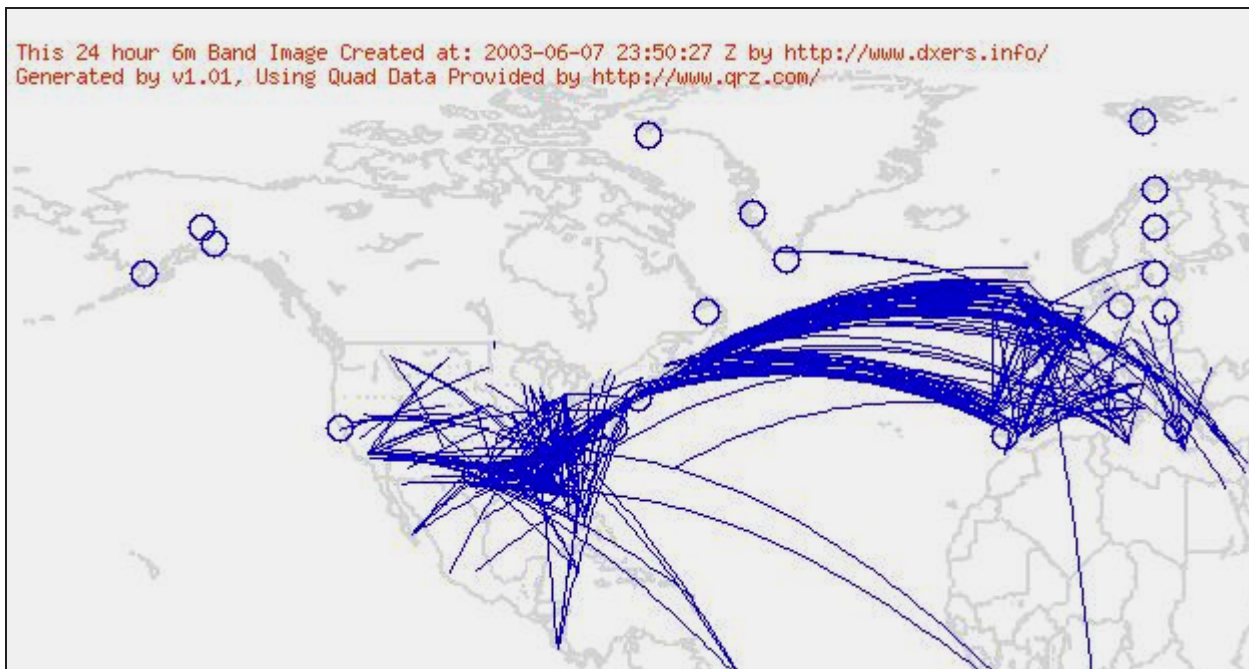 This 24 hour 6m Band Image Created at: 2003-06-07 23:50:27 Z by http://www.dxers.info/
Generated by v1.01, Using Quad Data Provided by http://www.qrz.com/